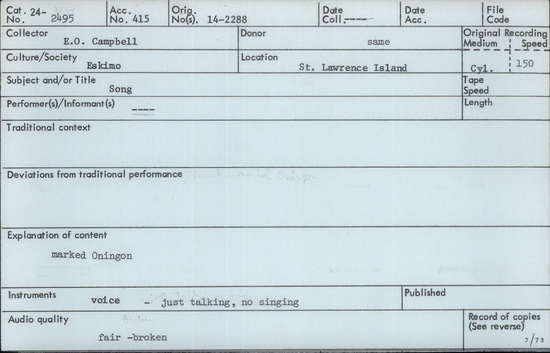 Cat. 24- No. 2495 Acc. No. 415 Orig. No(s). 14-2288 Date Coll. ---- Date Acc. File Code
Collector E.O. Campbell Donor same Original Recording Medium Speed
Culture/Society Eskimo Location St. Lawrence Island Cyl. 150
Subject and/or Title Song Tape Speed
Performer(s)/Informant(s) ---- Length
Traditional context
Deviations from traditional performance
Explanation of content
marked Oningon
Instruments voice - just talking, no singing Published
Audio quality Record of copies (See reverse)
fair -broken 7/73